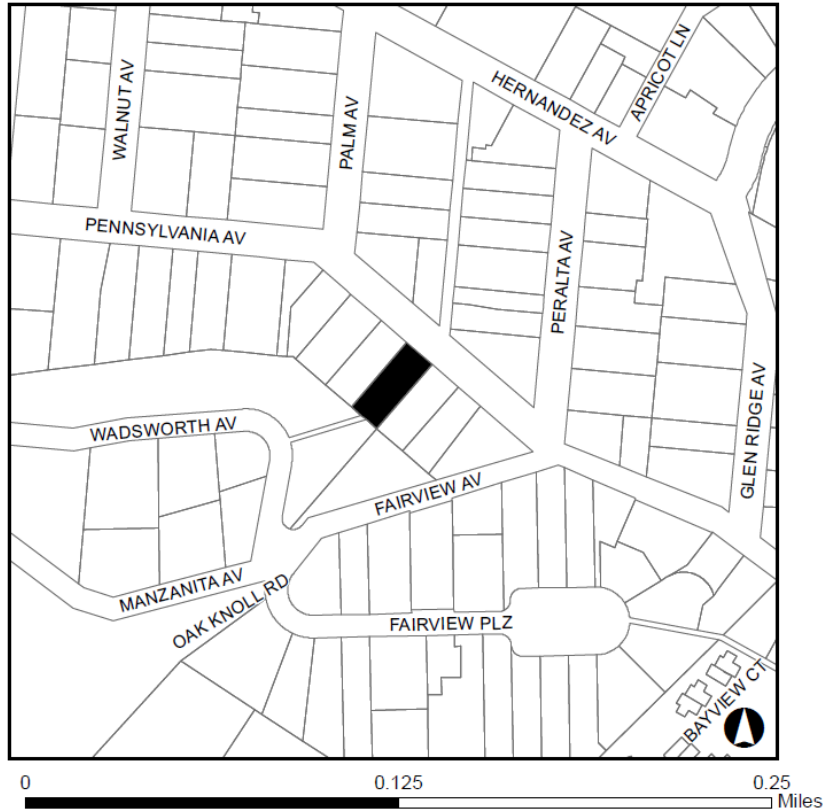 APRICOT LN
HERNANDEZ AV
WALNUT AV
PALM AV
PENNSYLVANIA AV
PERALTA AV
GLEN RIDGE AV
WADSWORTH AV
FAIRVIEW AV
MANZANITA AV
OAK KNOLL RD
FAIRVIEW PLZ
BAYVIEW CT
0 0.125 0.25
Miles